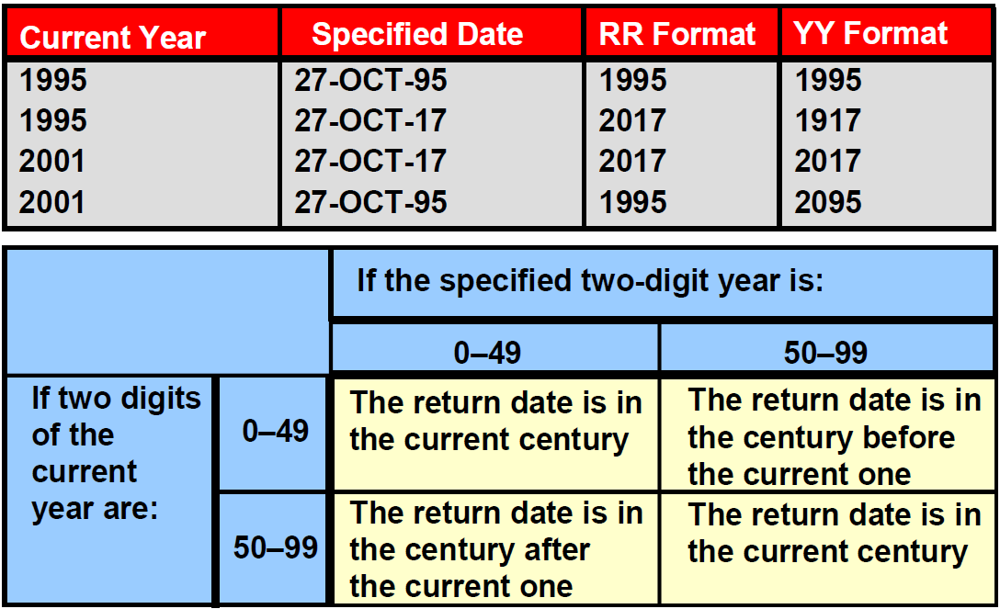 Current Year Specified Date RR Format YY Format
1995 27-OCT-95 1995 1995
1995 27-OCT-17 2017 1917
2001 27-OCT-17 2017 2017
2001 27-OCT-95 1995 2095
If the specified two-digit year is:
0–49 50–99
If two digits
of the
current
year are:
0–49
The return date is in
the current century
The return date is in
the century before
the current one
50–99
The return date is in
the century after
the current one
The return date is in
the current century